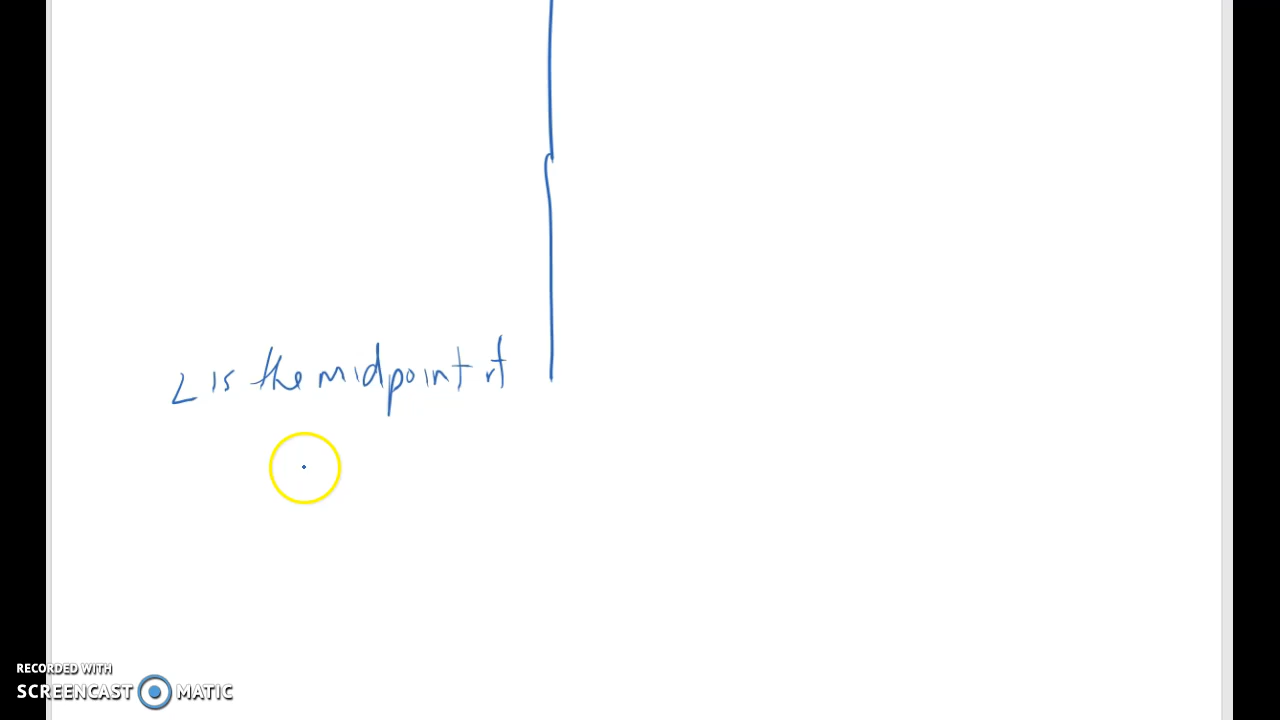 L is the midpoint of
RECORDED WITH
SCREENCAST MATIC